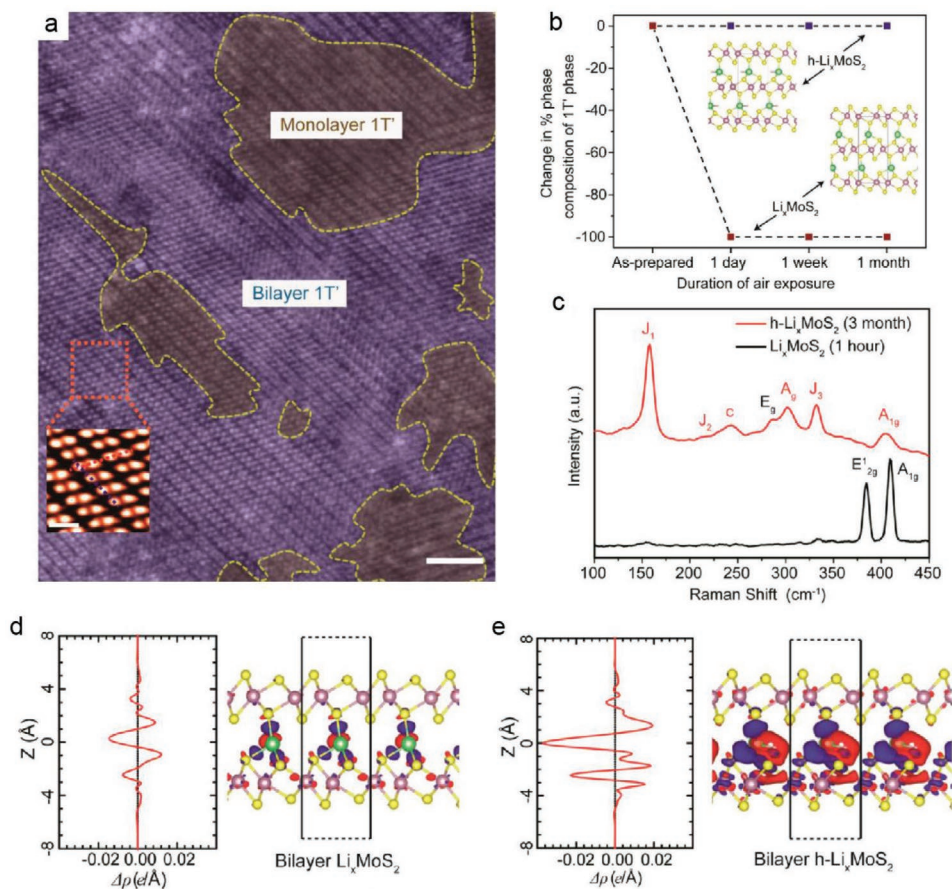 a
Monolayer 1T'
Bilayer 1T'
b
Change in % phase
composition of 1T' phase
0
-20
-40
-60
-80
-100
h-LiₓMoS₂
LiₓMoS₂
As-prepared
1 day
1 week
1 month
Duration of air exposure
c
Intensity (a.u.)
h-LiₓMoS₂ (3 month)
LiₓMoS₂ (1 hour)
J₁
J₂
c
E_g
A_g
J₃
A₁g
E¹₂g
A₁g
100
150
200
250
300
350
400
450
Raman Shift (cm⁻¹)
d
Z (Å)
8
4
0
-4
-8
-0.02 0.00 0.02
Δρ (e/Å)
Bilayer LiₓMoS₂
e
Z (Å)
8
4
0
-4
-8
-0.02 0.00 0.02
Δρ (e/Å)
Bilayer h-LiₓMoS₂